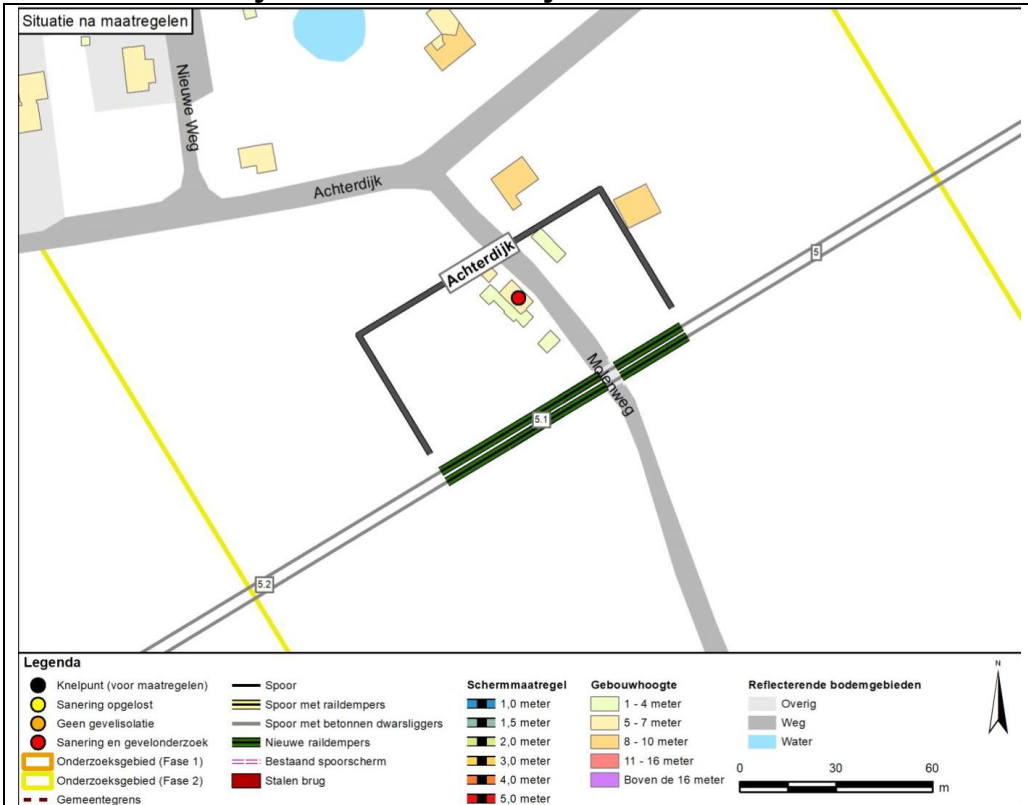 Situatie na maatregelen
Nieuwe Weg
Achterdijk
Achterdijk
5
Molenweg
5.1
5.2
Legenda
Knelpunt (voor maatregelen)
Sanering opgelost
Geen gevelisolatie
Sanering en gevelonderzoek
Onderzoeksgebied (Fase 1)
Onderzoeksgebied (Fase 2)
Gemeentegrens
Spoor
Spoor met raildempers
Spoor met betonnen dwarsliggers
Nieuwe raildempers
Bestaand spoorscherm
Stalen brug
Schermmaatregel
1,0 meter
1,5 meter
2,0 meter
3,0 meter
4,0 meter
5,0 meter
Gebouwhoogte
1 - 4 meter
5 - 7 meter
8 - 10 meter
11 - 16 meter
Boven de 16 meter
Reflecterende bodemgebieden
Overig
Weg
Water
N
0 30 60
m